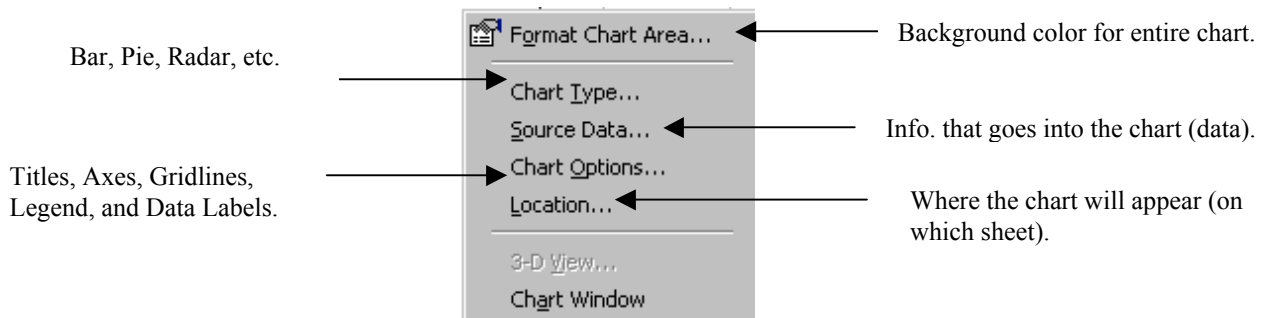 Format Chart Area...
Background color for entire chart.
Bar, Pie, Radar, etc.
Chart Type...
Source Data...
Info. that goes into the chart (data).
Chart Options...
Titles, Axes, Gridlines,
Legend, and Data Labels.
Location...
Where the chart will appear (on
which sheet).
3-D View...
Chart Window